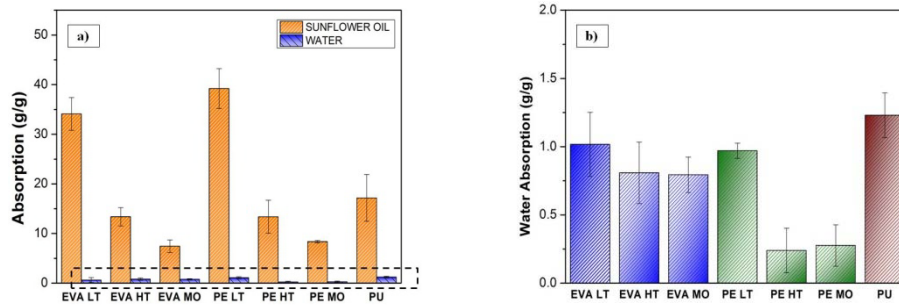 a)
SUNFLOWER OIL
WATER
Absorption (g/g)
50
40
30
20
10
0
EVA LT EVA HT EVA MO PE LT PE HT PE MO PU
b)
Water Absorption (g/g)
2.0
1.5
1.0
0.5
0.0
EVA LT EVA HT EVA MO PE LT PE HT PE MO PU